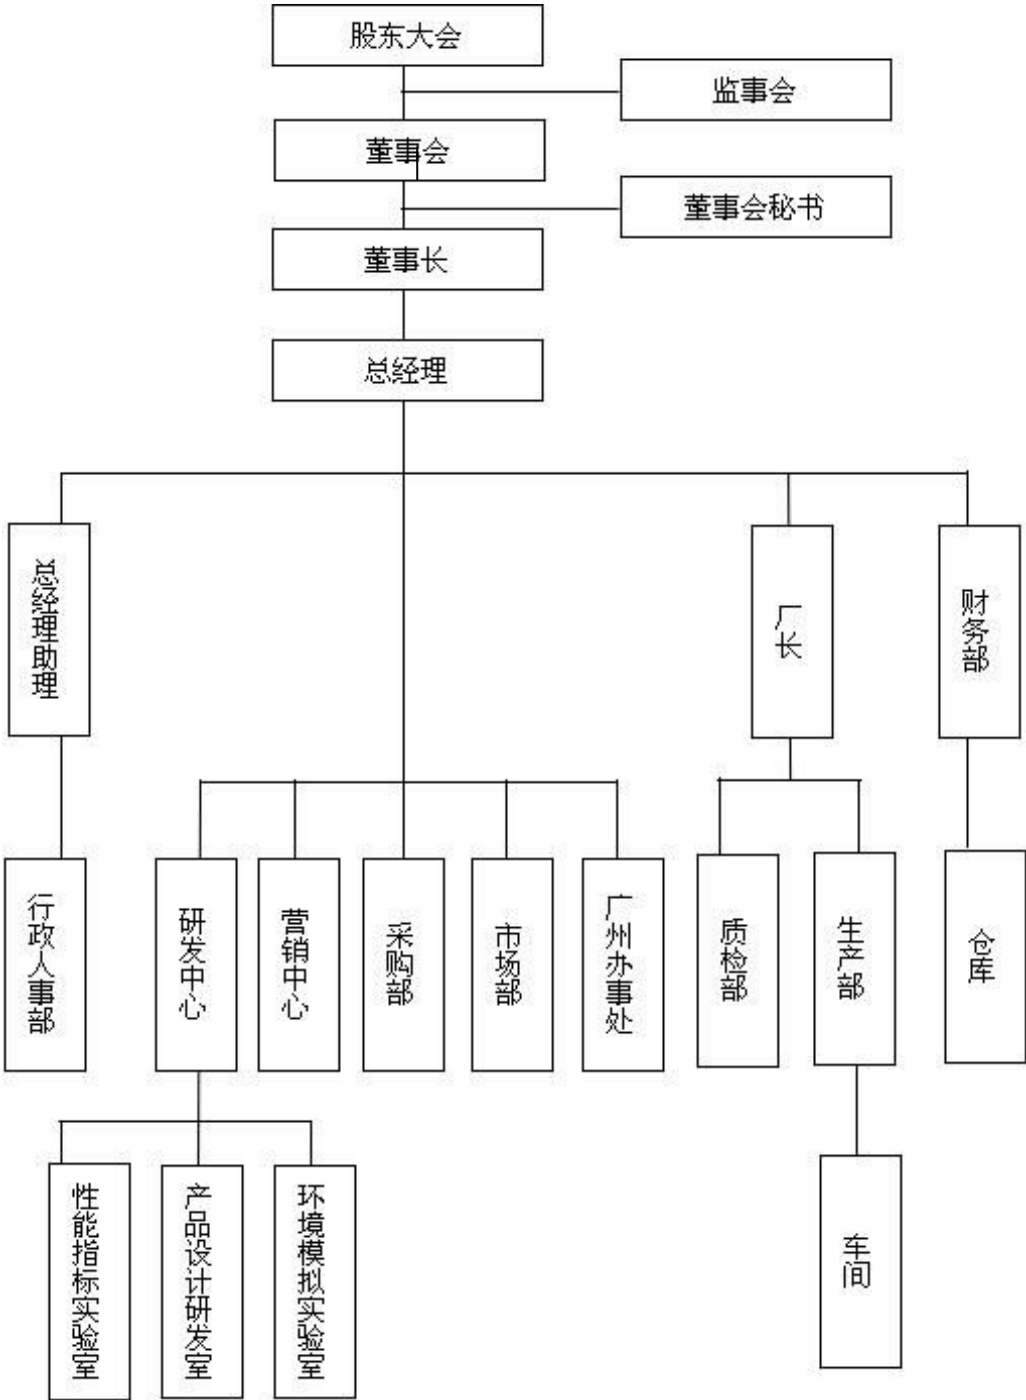 股东大会
监事会
董事会
董事会秘书
董事长
总经理
总经理助理
厂长
财务部
行政人事部
研发中心
营销中心
采购部
市场部
广州办事处
质检部
生产部
仓库
性能指标实验室
产品设计研发室
环境模拟实验室
车间